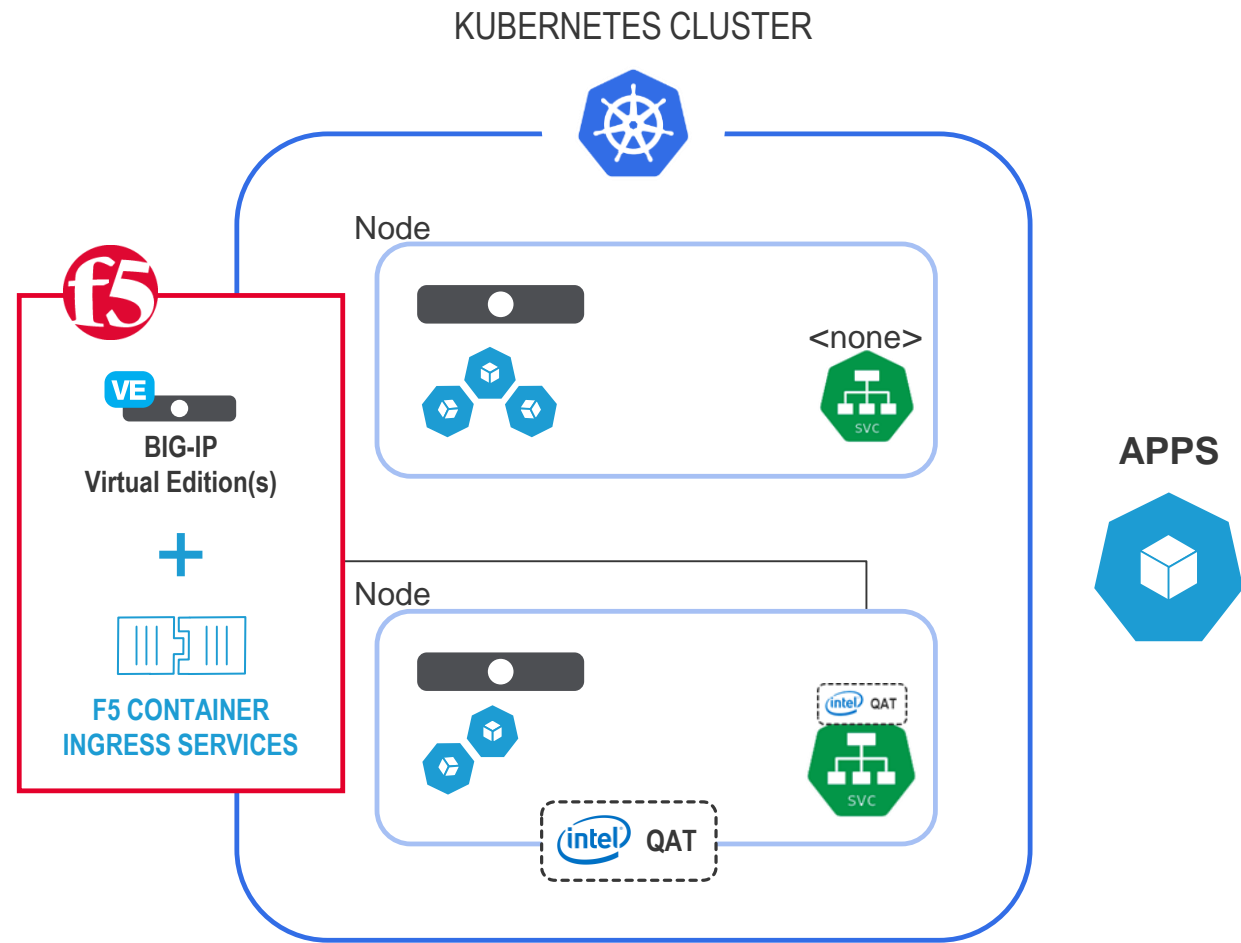 KUBERNETES CLUSTER
Node
f5
<none>
VE
svc
BIG-IP
Virtual Edition(s)
APPS
+
Node
F5 CONTAINER
INGRESS SERVICES
intel QAT
svc
intel QAT